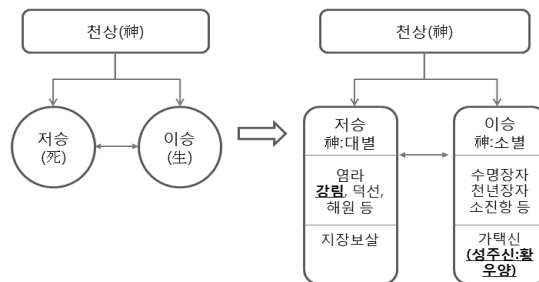 천상(神)
저승
(死)
이승
(生)
천상(神)
저승
神:대별
염라
강림, 덕선,
해원 등
지장보살
이승
神:소별
수명장자
천년장자
소진항 등
가택신
(성주신:황
우양)